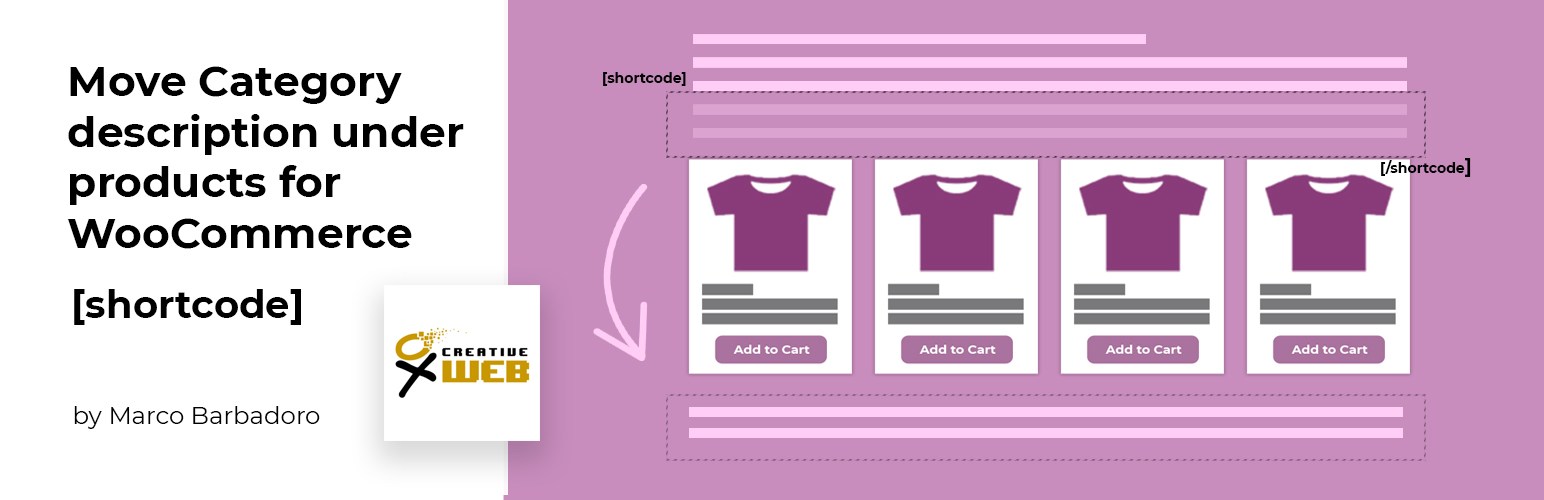 Move Category
description under
products for
WooCommerce
[shortcode]
by Marco Barbadoro
CREATIVE
WEB
[shortcode]
[/shortcode]
Add to Cart
Add to Cart
Add to Cart
Add to Cart